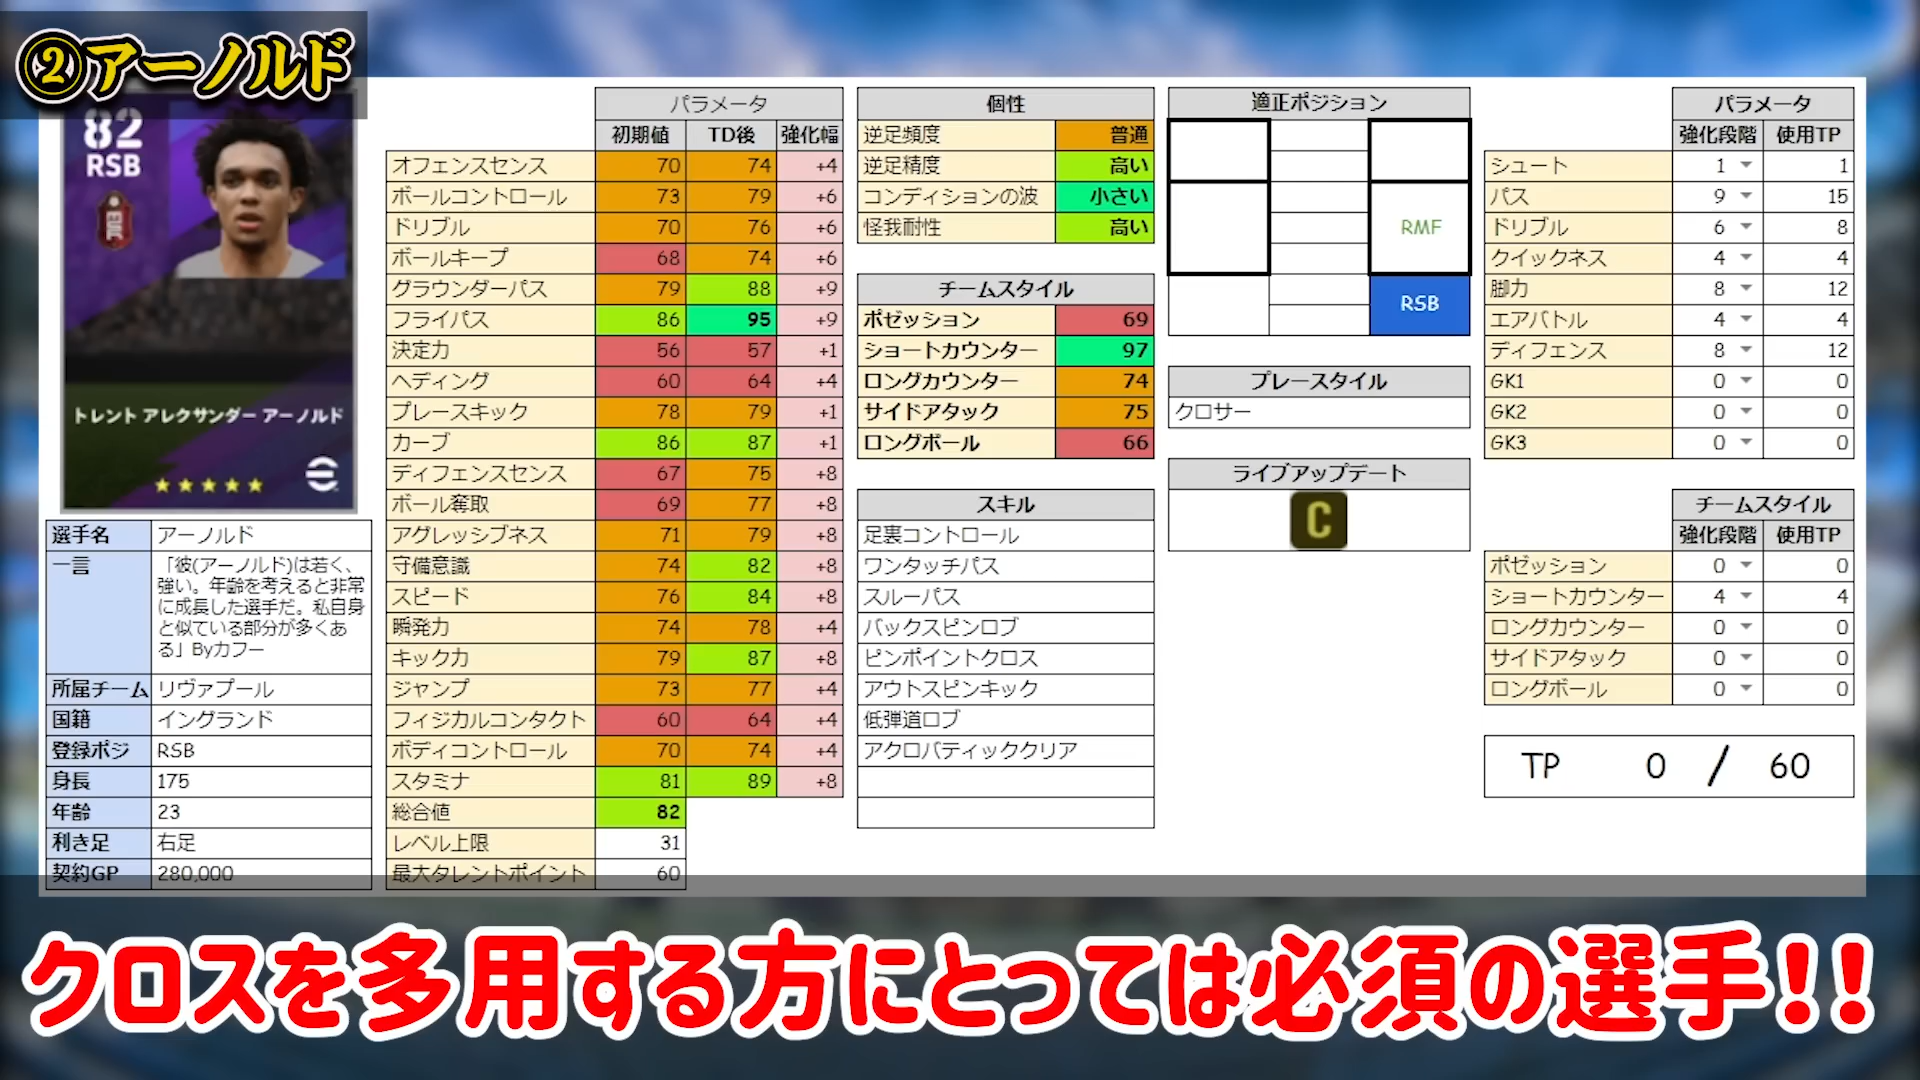 ②アーノルド
82
RSB
トレント アレクサンダー アーノルド
★★★★★
選手名 アーノルド
一言 「彼(アーノルド)は若く、
強い。年齢を考えると非常
に成長した選手だ。私自身
と似ている部分が多くあ
る」Byカフー
所属チーム リヴァプール
国籍 イングランド
登録ポジ RSB
身長 175
年齢 23
利き足 右足
契約GP 280,000
パラメータ
初期値 TD後 強化幅
オフェンスセンス 70 74 +4
ボールコントロール 73 79 +6
ドリブル 70 76 +6
ボールキープ 68 74 +6
グラウンダーパス 79 88 +9
フライパス 86 95 +9
決定力 56 57 +1
ヘディング 60 64 +4
プレースキック 78 79 +1
カーブ 86 87 +1
ディフェンスセンス 67 75 +8
ボール奪取 69 77 +8
アグレッシブネス 71 79 +8
守備意識 74 82 +8
スピード 76 84 +8
瞬発力 74 78 +4
キック力 79 87 +8
ジャンプ 73 77 +4
フィジカルコンタクト 60 64 +4
ボディコントロール 70 74 +4
スタミナ 81 89 +8
総合値 82
レベル上限 31
最大タレントポイント 60
個性
逆足頻度 普通
逆足精度 高い
コンディションの波 小さい
怪我耐性 高い
チームスタイル
ポゼッション 69
ショートカウンター 97
ロングカウンター 74
サイドアタック 75
ロングボール 66
スキル
足裏コントロール
ワンタッチパス
スルーパス
バックスピンロブ
ピンポイントクロス
アウトスピンキック
低弾道ロブ
アクロバティッククリア
適正ポジション
RMF
RSB
プレースタイル
クロサー
ライブアップデート
C
パラメータ
強化段階 使用TP
シュート 1 1
パス 9 15
ドリブル 6 8
クイックネス 4 4
脚力 8 12
エアバトル 4 4
ディフェンス 8 12
GK1 0 0
GK2 0 0
GK3 0 0
チームスタイル
強化段階 使用TP
ポゼッション 0 0
ショートカウンター 4 4
ロングカウンター 0 0
サイドアタック 0 0
ロングボール 0 0
TP 0 / 60
クロスを多用する方にとっては必須の選手!!